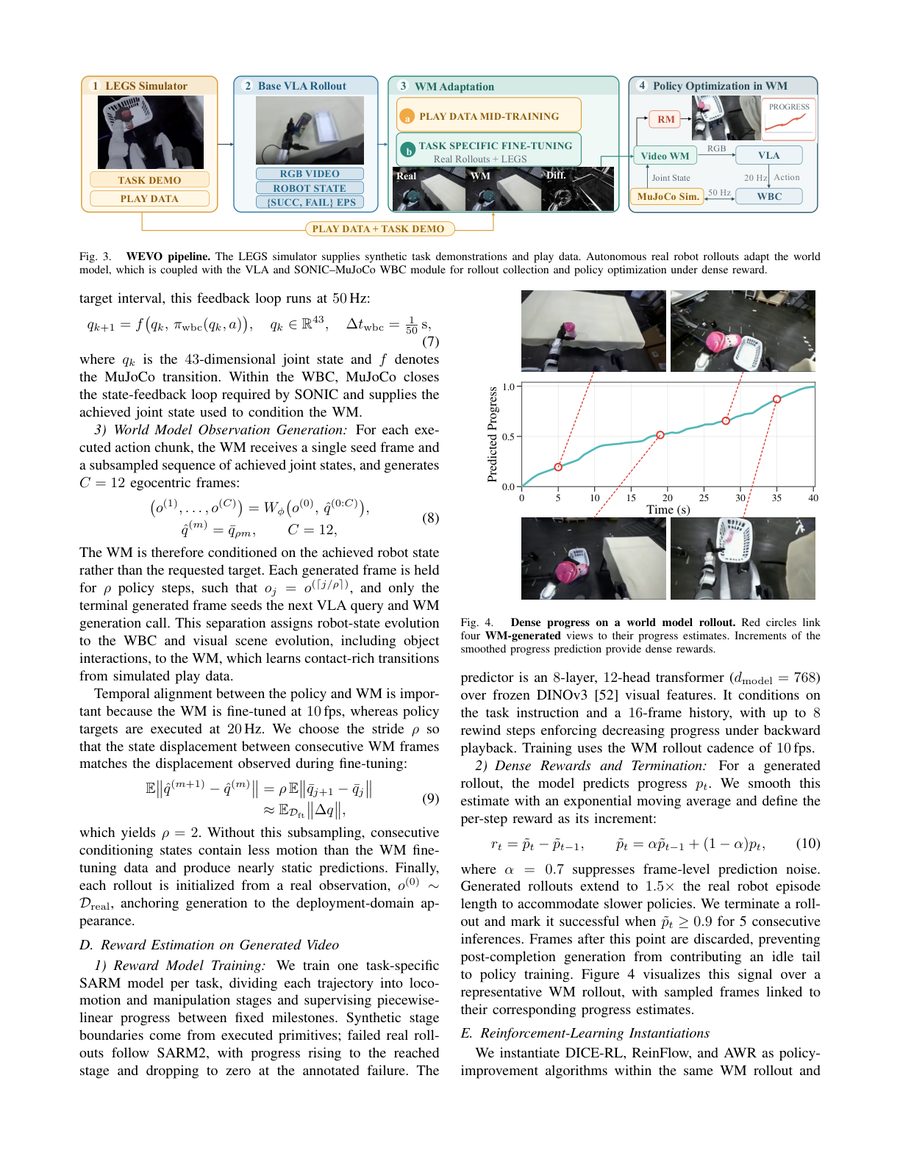 1 LEGS Simulator
TASK DEMO
PLAY DATA
2 Base VLA Rollout
RGB VIDEO
ROBOT STATE
{SUCC, FAIL} EPS
3 WM Adaptation
a PLAY DATA MID-TRAINING
b TASK SPECIFIC FINE-TUNING
Real Rollouts + LEGS
Real WM Diff.
4 Policy Optimization in WM
RM
PROGRESS
Video WM RGB VLA
Joint State 20 Hz Action
MuJoCo Sim. 50 Hz WBC
PLAY DATA + TASK DEMO
Fig. 3. WEVO pipeline. The LEGS simulator supplies synthetic task demonstrations and play data. Autonomous real robot rollouts adapt the world
model, which is coupled with the VLA and SONIC–MuJoCo WBC module for rollout collection and policy optimization under dense reward.
target interval, this feedback loop runs at 50 Hz:
q_{k+1} = f(q_k, π_wbc(q_k, a)), q_k ∈ ℝ^43, Δt_wbc = 1/50 s,
(7)
where q_k is the 43-dimensional joint state and f denotes
the MuJoCo transition. Within the WBC, MuJoCo closes
the state-feedback loop required by SONIC and supplies the
achieved joint state used to condition the WM.
3) World Model Observation Generation: For each exe-
cuted action chunk, the WM receives a single seed frame and
a subsampled sequence of achieved joint states, and generates
C = 12 egocentric frames:
(o^(1), . . . , o^(C)) = W_ϕ(o^(0), q̂^(0:C)),
q̂^(m) = q̄_{ρm}, C = 12,
(8)
The WM is therefore conditioned on the achieved robot state
rather than the requested target. Each generated frame is held
for ρ policy steps, such that o_j = o^(⌈j/ρ⌉), and only the
terminal generated frame seeds the next VLA query and WM
generation call. This separation assigns robot-state evolution
to the WBC and visual scene evolution, including object
interactions, to the WM, which learns contact-rich transitions
from simulated play data.
Temporal alignment between the policy and WM is impor-
tant because the WM is fine-tuned at 10 fps, whereas policy
targets are executed at 20 Hz. We choose the stride ρ so
that the state displacement between consecutive WM frames
matches the displacement observed during fine-tuning:
𝔼‖q̂^(m+1) − q̂^(m)‖ = ρ 𝔼‖q̄_{j+1} − q̄_j‖
≈ 𝔼_{𝒟_ft}‖Δq‖,
(9)
which yields ρ = 2. Without this subsampling, consecutive
conditioning states contain less motion than the WM fine-
tuning data and produce nearly static predictions. Finally,
each rollout is initialized from a real observation, o^(0) ∼
𝒟_real, anchoring generation to the deployment-domain ap-
pearance.
D. Reward Estimation on Generated Video
1) Reward Model Training: We train one task-specific
SARM model per task, dividing each trajectory into loco-
motion and manipulation stages and supervising piecewise-
linear progress between fixed milestones. Synthetic stage
boundaries come from executed primitives; failed real roll-
outs follow SARM2, with progress rising to the reached
stage and dropping to zero at the annotated failure. The
Predicted Progress
1.0
0.5
0.0
0 5 10 15 20 25 30 35 40
Time (s)
Fig. 4. Dense progress on a world model rollout. Red circles link
four WM-generated views to their progress estimates. Increments of the
smoothed progress prediction provide dense rewards.
predictor is an 8-layer, 12-head transformer (d_model = 768)
over frozen DINOv3 [52] visual features. It conditions on
the task instruction and a 16-frame history, with up to 8
rewind steps enforcing decreasing progress under backward
playback. Training uses the WM rollout cadence of 10 fps.
2) Dense Rewards and Termination: For a generated
rollout, the model predicts progress p_t. We smooth this
estimate with an exponential moving average and define the
per-step reward as its increment:
r_t = p̃_t − p̃_{t−1}, p̃_t = αp̃_{t−1} + (1 − α)p_t, (10)
where α = 0.7 suppresses frame-level prediction noise.
Generated rollouts extend to 1.5× the real robot episode
length to accommodate slower policies. We terminate a roll-
out and mark it successful when p̃_t ≥ 0.9 for 5 consecutive
inferences. Frames after this point are discarded, preventing
post-completion generation from contributing an idle tail
to policy training. Figure 4 visualizes this signal over a
representative WM rollout, with sampled frames linked to
their corresponding progress estimates.
E. Reinforcement-Learning Instantiations
We instantiate DICE-RL, ReinFlow, and AWR as policy-
improvement algorithms within the same WM rollout and